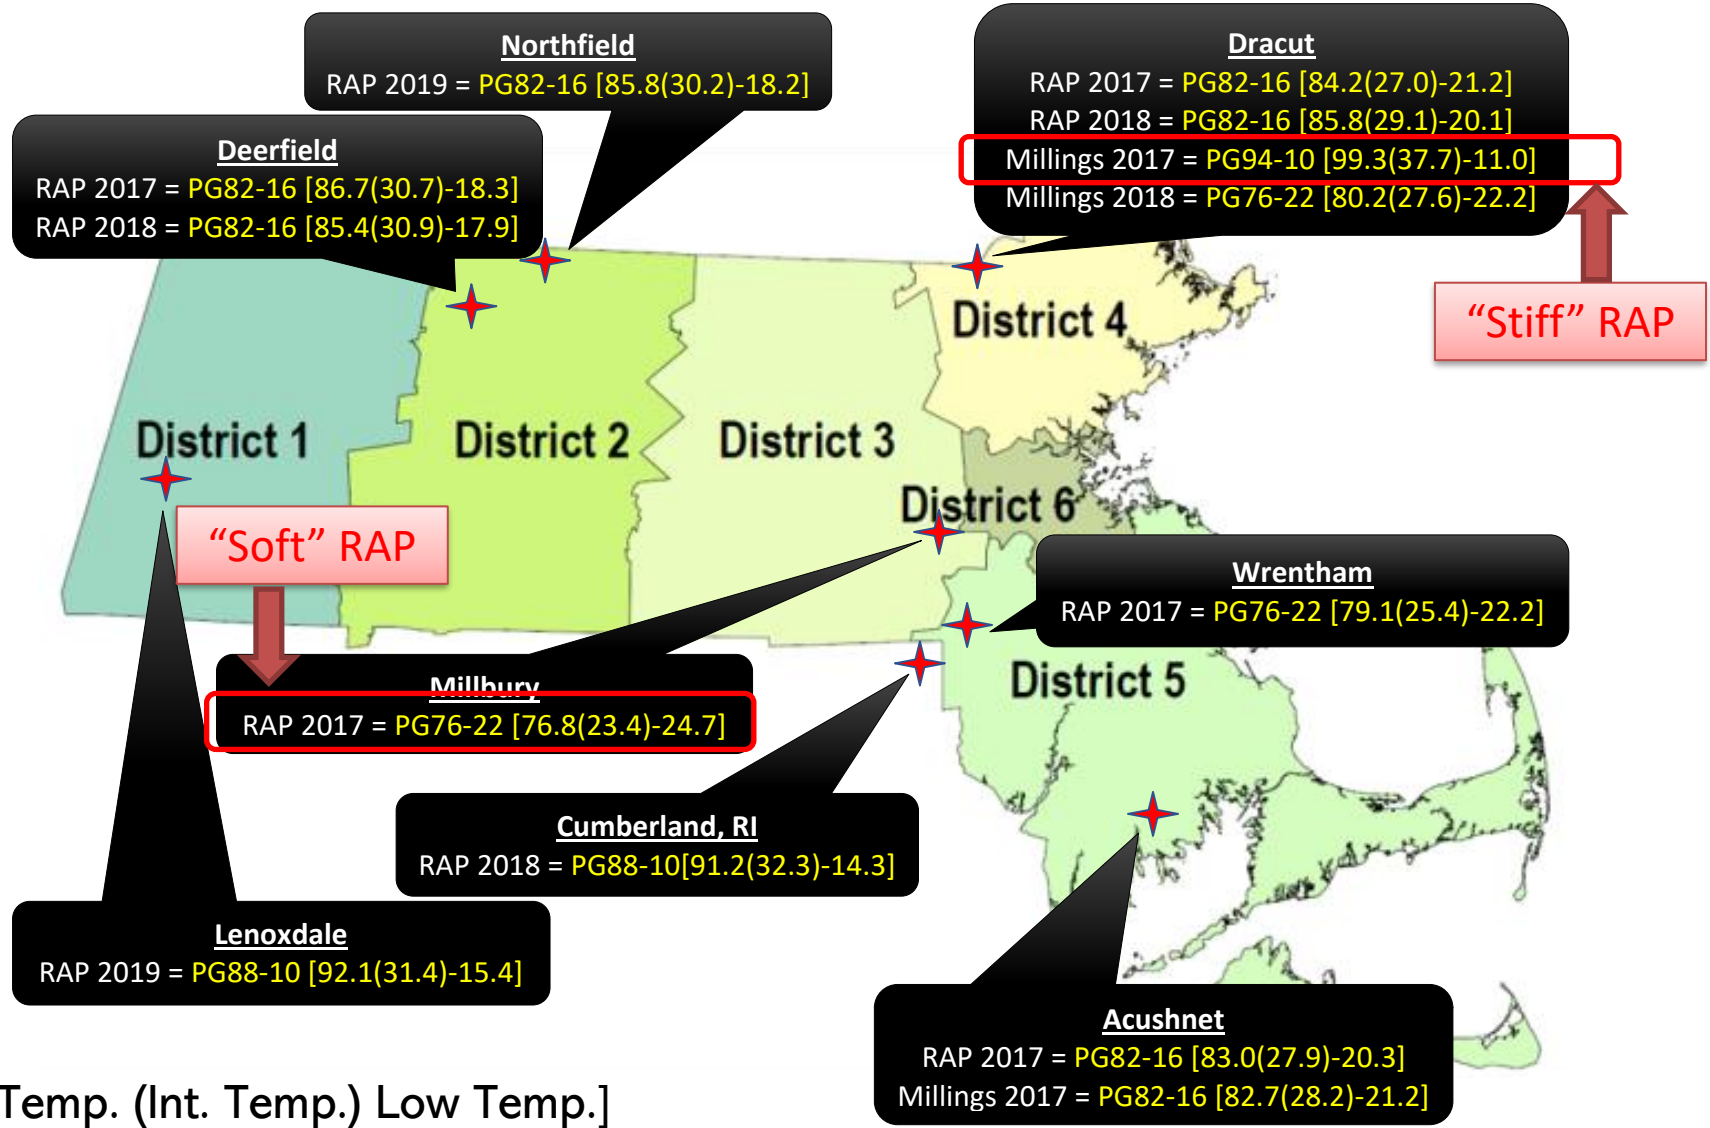 Northfield
RAP 2019 = PG82-16 [85.8(30.2)-18.2]
Dracut
RAP 2017 = PG82-16 [84.2(27.0)-21.2]
RAP 2018 = PG82-16 [85.8(29.1)-20.1]
Millings 2017 = PG94-10 [99.3(37.7)-11.0]
Millings 2018 = PG76-22 [80.2(27.6)-22.2]
Deerfield
RAP 2017 = PG82-16 [86.7(30.7)-18.3]
RAP 2018 = PG82-16 [85.4(30.9)-17.9]
“Stiff” RAP
District 4
District 1
District 2
District 3
District 6
“Soft” RAP
Wrentham
RAP 2017 = PG76-22 [79.1(25.4)-22.2]
District 5
Millbury
RAP 2017 = PG76-22 [76.8(23.4)-24.7]
Cumberland, RI
RAP 2018 = PG88-10[91.2(32.3)-14.3]
Lenoxdale
RAP 2019 = PG88-10 [92.1(31.4)-15.4]
Acushnet
RAP 2017 = PG82-16 [83.0(27.9)-20.3]
Millings 2017 = PG82-16 [82.7(28.2)-21.2]
Temp. (Int. Temp.) Low Temp.]